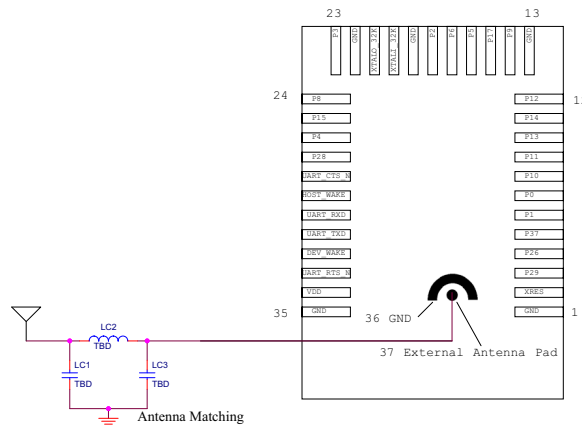 23
13
P3
GND
XTALO_32K
XTALI_32K
GND
P2
P6
P5
P17
P9
GND
24
P8
P12
P15
P14
P4
P13
P28
P11
UART_CTS_N
P10
HOST_WAKE
P0
UART_RXD
P1
UART_TXD
P37
DEV_WAKE
P26
UART_RTS_N
P29
VDD
XRES
35
GND
GND
1
36 GND
37 External Antenna Pad
LC2
TBD
LC1
TBD
LC3
TBD
Antenna Matching